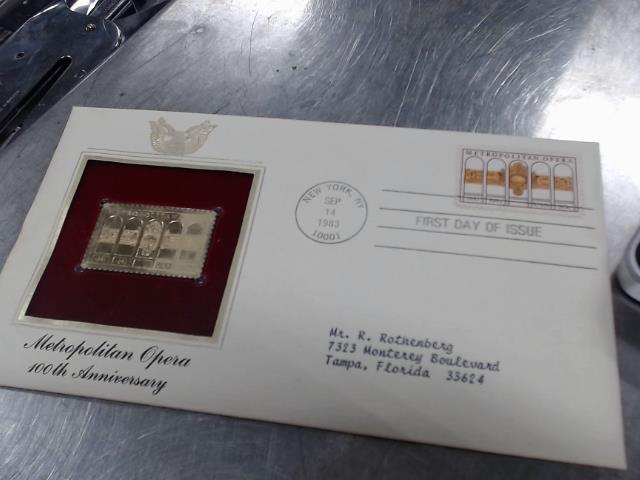 METROPOLITAN OPERA
NEW YORK, NY
SEP
14
1983
10001
FIRST DAY OF ISSUE
Metropolitan Opera
100th Anniversary
Mr. R. Rothenberg
7323 Monterey Boulevard
Tampa, Florida 33624